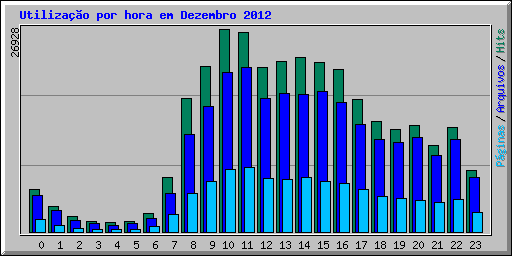 Utilização por hora em Dezembro 2012
26928
Páginas / Arquivos / Hits
0 1 2 3 4 5 6 7 8 9 10 11 12 13 14 15 16 17 18 19 20 21 22 23